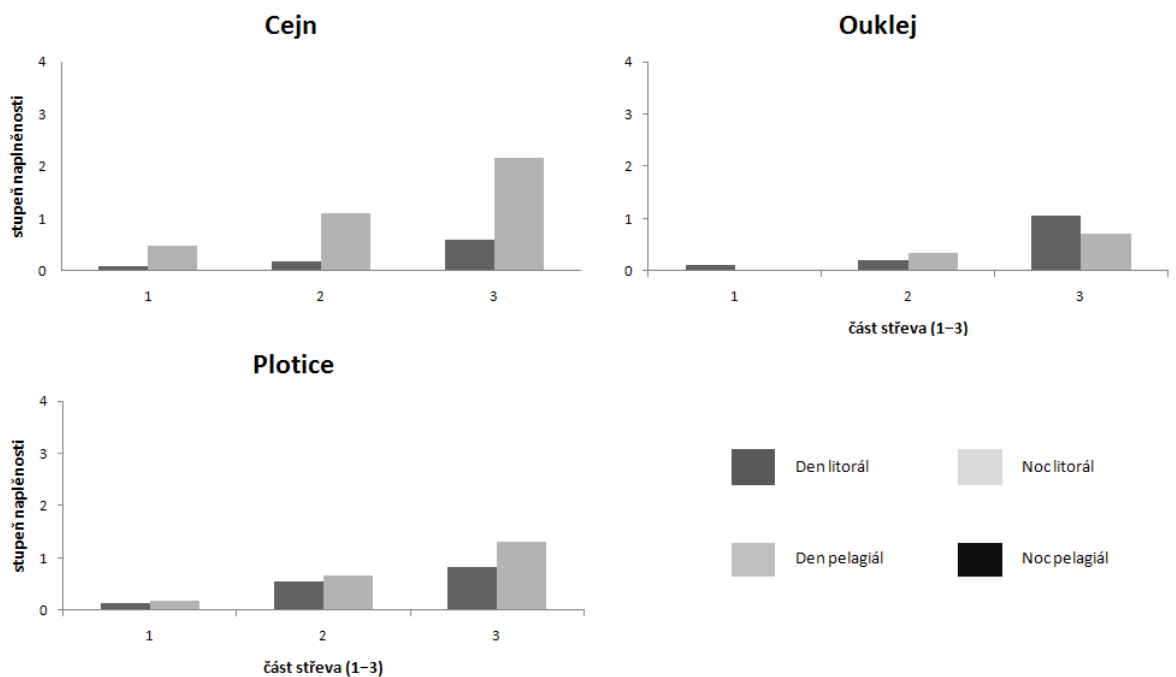 Cejn
stupeň naplněnosti
4
3
2
1
0
1 2 3
Ouklej
4
3
2
1
0
1 2 3
část střeva (1–3)
Plotice
stupeň naplěnosti
4
3
2
1
0
1 2 3
část střeva (1–3)
Den litorál
Noc litorál
Den pelagiál
Noc pelagiál